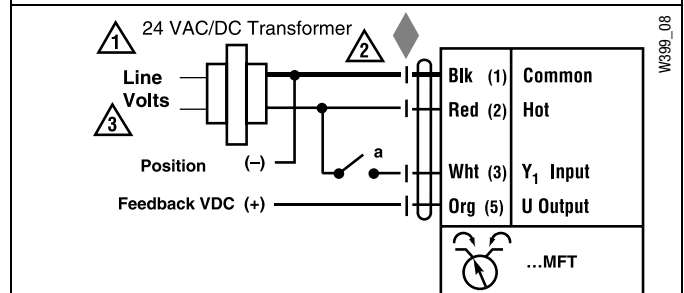 1 24 VAC/DC Transformer
2
W399_08
Line
Volts
3
Blk (1) Common
Red (2) Hot
a
Position (–)
Wht (3) Y1 Input
Feedback VDC (+)
Org (5) U Output
...MFT